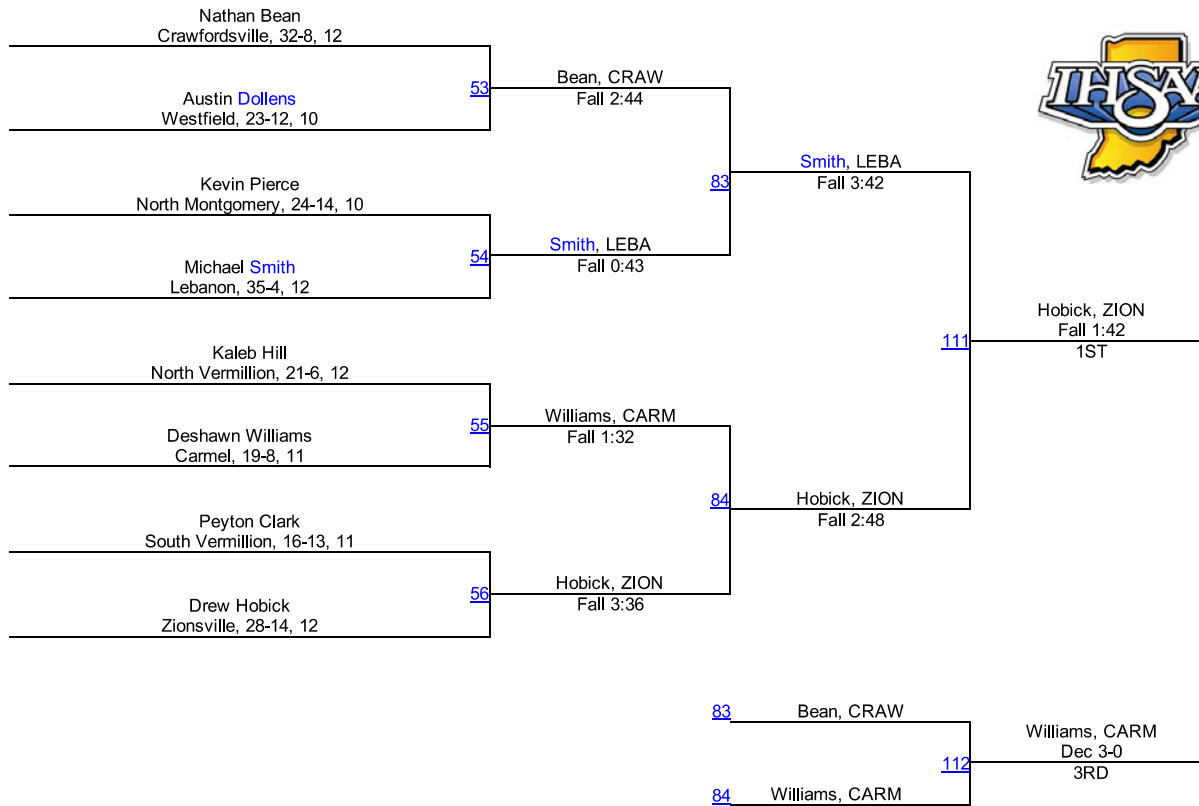 Nathan Bean
Crawfordsville, 32-8, 12
53
Bean, CRAW
Fall 2:44
Austin Dollens
Westfield, 23-12, 10
83
Smith, LEBA
Fall 3:42
Kevin Pierce
North Montgomery, 24-14, 10
54
Smith, LEBA
Fall 0:43
Michael Smith
Lebanon, 35-4, 12
111
Hobick, ZION
Fall 1:42
1ST
Kaleb Hill
North Vermillion, 21-6, 12
55
Williams, CARM
Fall 1:32
Deshawn Williams
Carmel, 19-8, 11
84
Hobick, ZION
Fall 2:48
Peyton Clark
South Vermillion, 16-13, 11
56
Hobick, ZION
Fall 3:36
Drew Hobick
Zionsville, 28-14, 12
83
Bean, CRAW
112
Williams, CARM
Dec 3-0
3RD
84
Williams, CARM
IHSAA